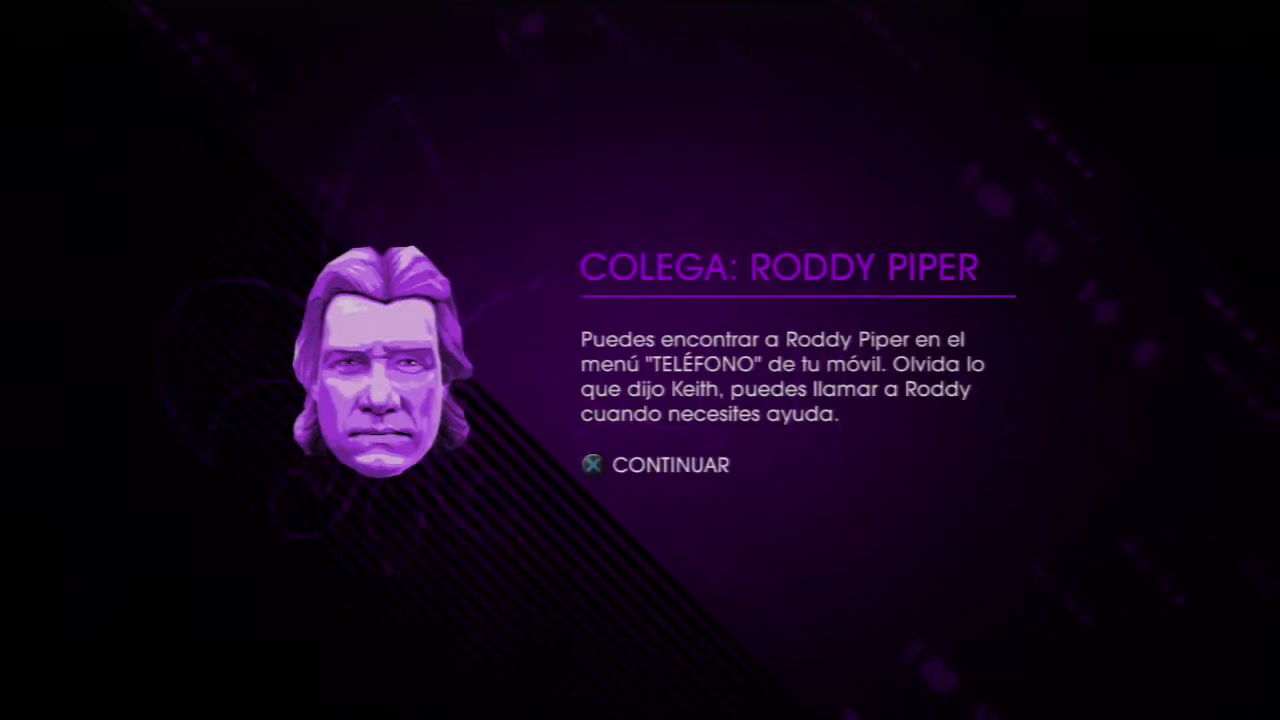 COLEGA: RODDY PIPER
Puedes encontrar a Roddy Piper en el
menú "TELÉFONO" de tu móvil. Olvida lo
que dijo Keith, puedes llamar a Roddy
cuando necesites ayuda.
CONTINUAR